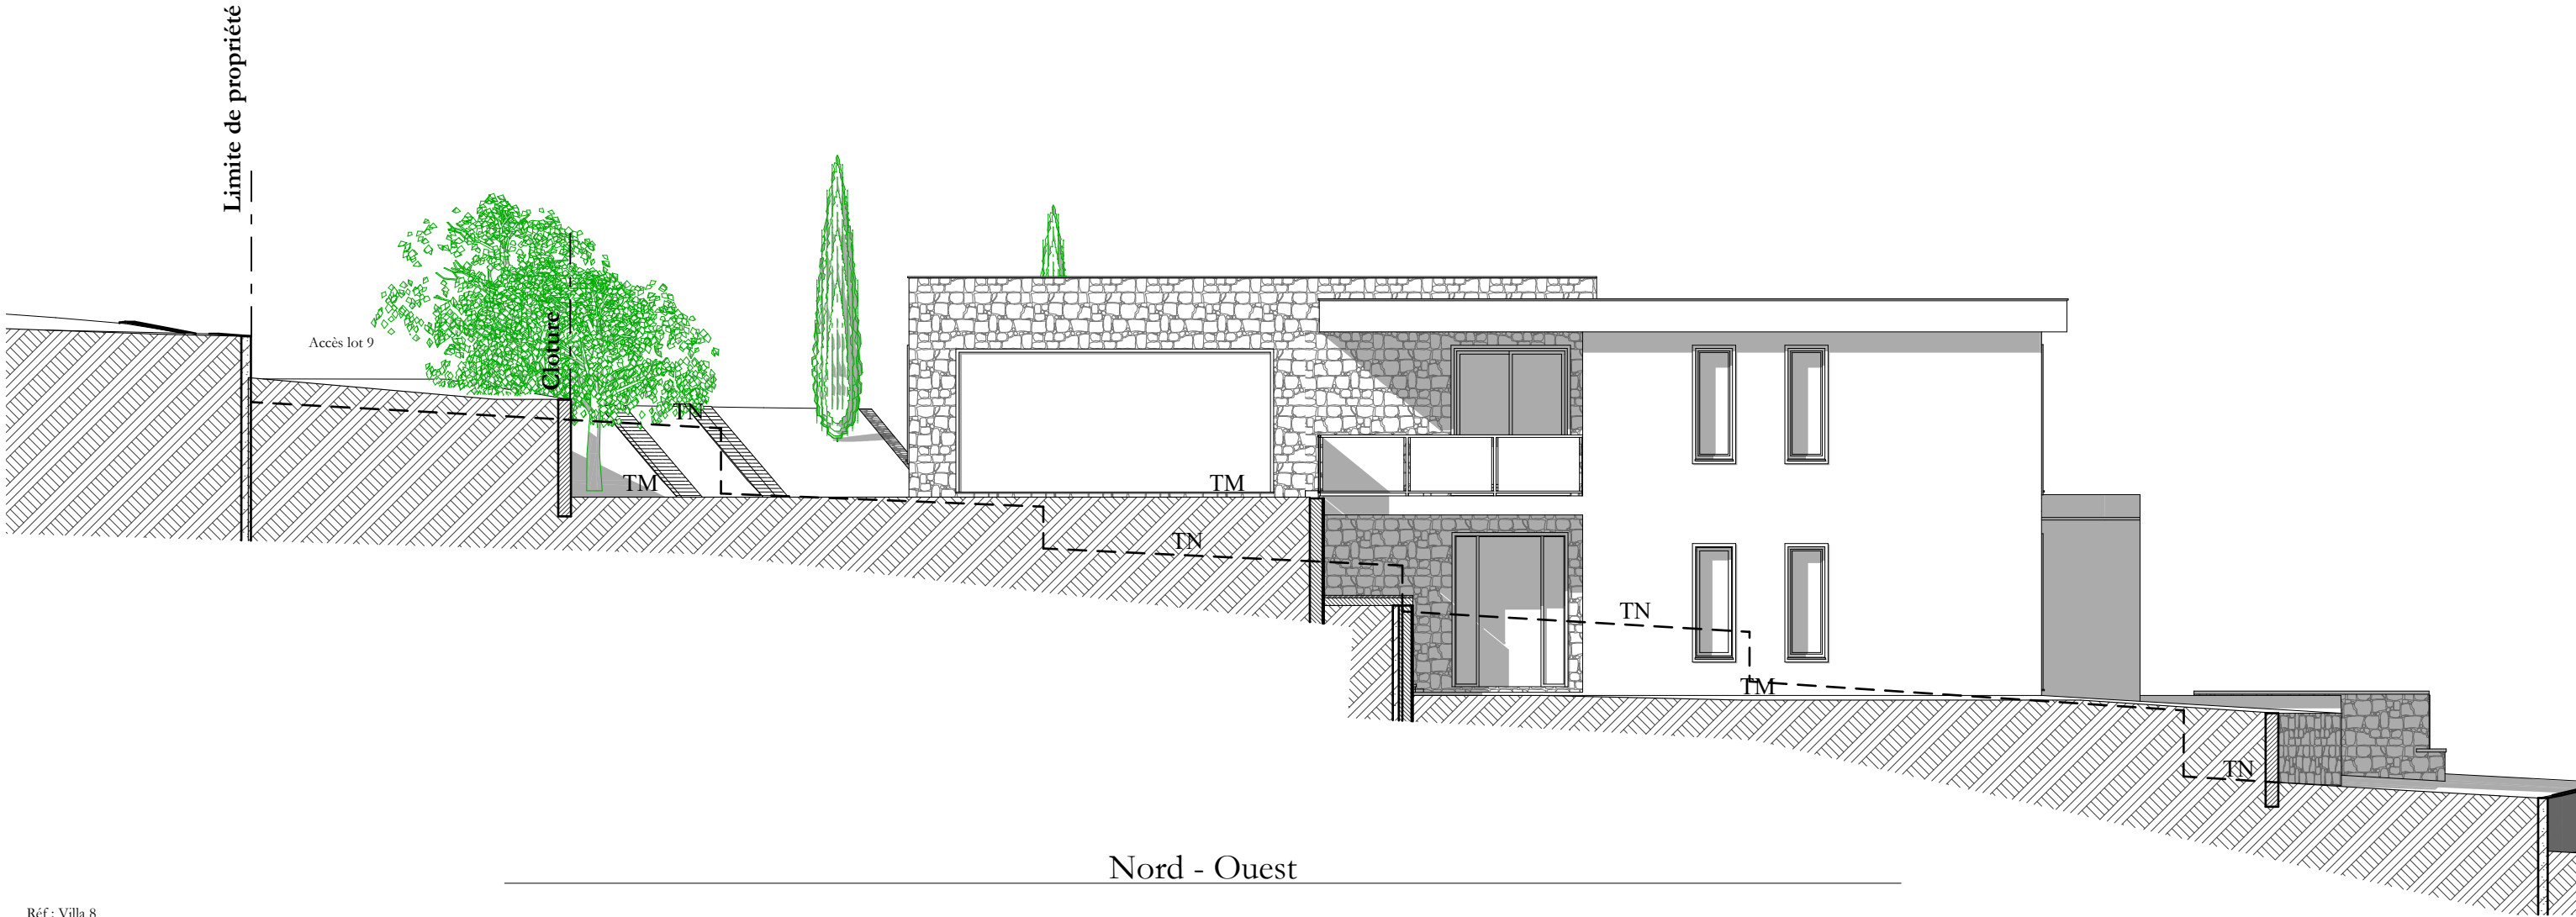 Limite de propriété
Accès lot 9
Cloture
TN
TM
TM
TN
TN
TM
TN
Nord - Ouest
Réf : Villa 8